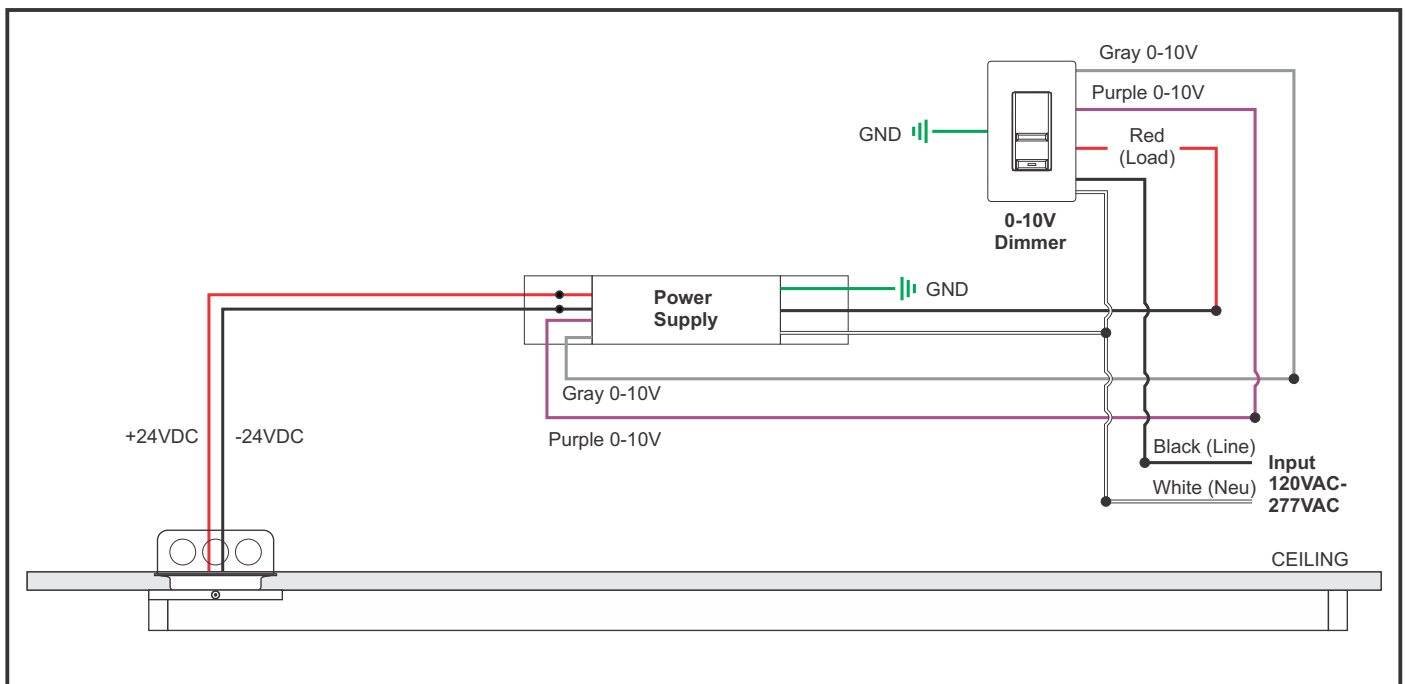 Gray 0-10V
Purple 0-10V
GND
Red
(Load)
0-10V
Dimmer
Power
Supply
GND
Gray 0-10V
Purple 0-10V
+24VDC
-24VDC
Black (Line)
White (Neu)
Input
120VAC-
277VAC
CEILING